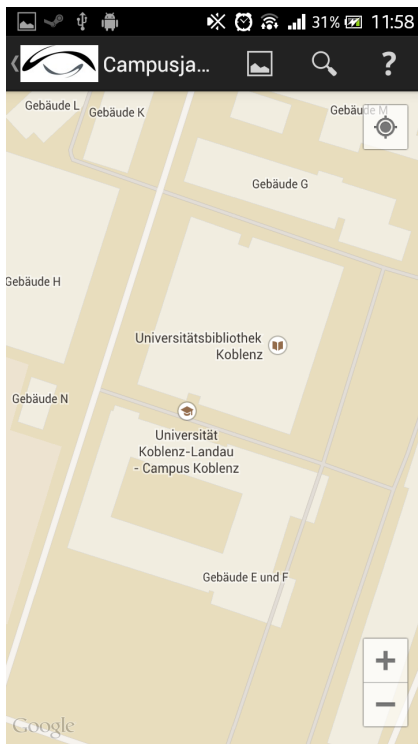 31% 11:58
Campusja...
?
Gebäude L
Gebäude K
Gebäude M
Gebäude G
Gebäude H
Universitätsbibliothek
Koblenz
Gebäude N
Universität
Koblenz-Landau
- Campus Koblenz
Gebäude E und F
+
−
Google